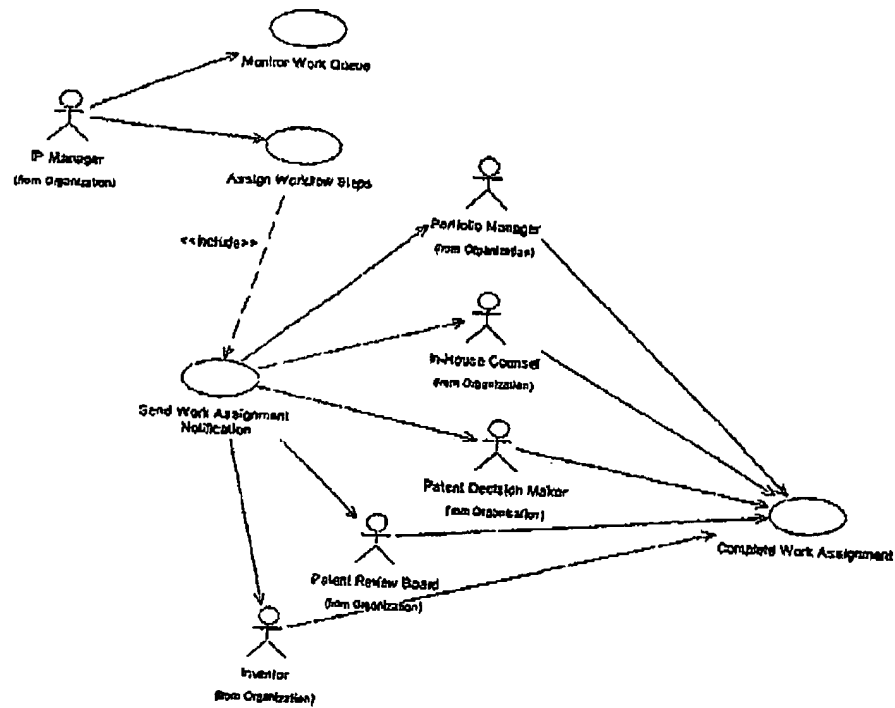 Monitor Work Queue
IP Manager
(from Organization)
Assign Workflow Steps
<<include>>
Portfolio Manager
(from Organization)
In-House Counsel
(from Organization)
Send Work Assignment
Notification
Patent Decision Maker
(from Organization)
Complete Work Assignment
Patent Review Board
(from Organization)
Inventor
(from Organization)